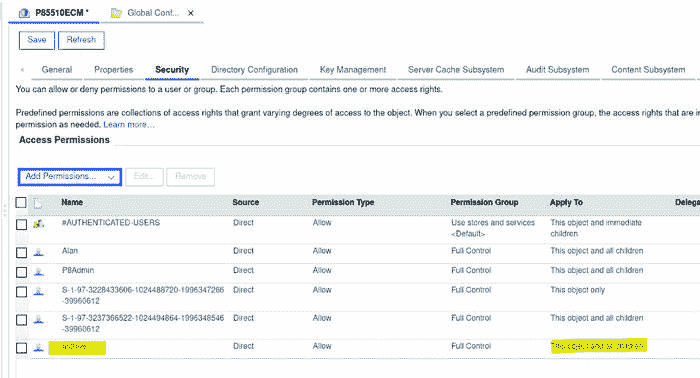 P85510ECM *
Global Conf...
Save
Refresh
General Properties Security Directory Configuration Key Management Server Cache Subsystem Audit Subsystem Content Subsystem
You can allow or deny permissions to a user or group. Each permission group contains one or more access rights.
Predefined permissions are collections of access rights that grant varying degrees of access to the object. When you select a predefined permission group, the access rights that are in
permission as needed. Learn more...
Access Permissions
Add Permissions...
Edit...
Remove
Name Source Permission Type Permission Group Apply To Delega
#AUTHENTICATED-USERS Direct Allow Use stores and services This object and immediate
<Default> children
Alan Direct Allow Full Control This object and all children
P8Admin Direct Allow Full Control This object and all children
S-1-97-3228433606-1024488720-1996347266 Direct Allow Full Control This object only
-39960612
S-1-97-3237366522-1024494864-1996348546 Direct Allow Full Control This object and all children
-39960612
Direct Allow Full Control This object and all children